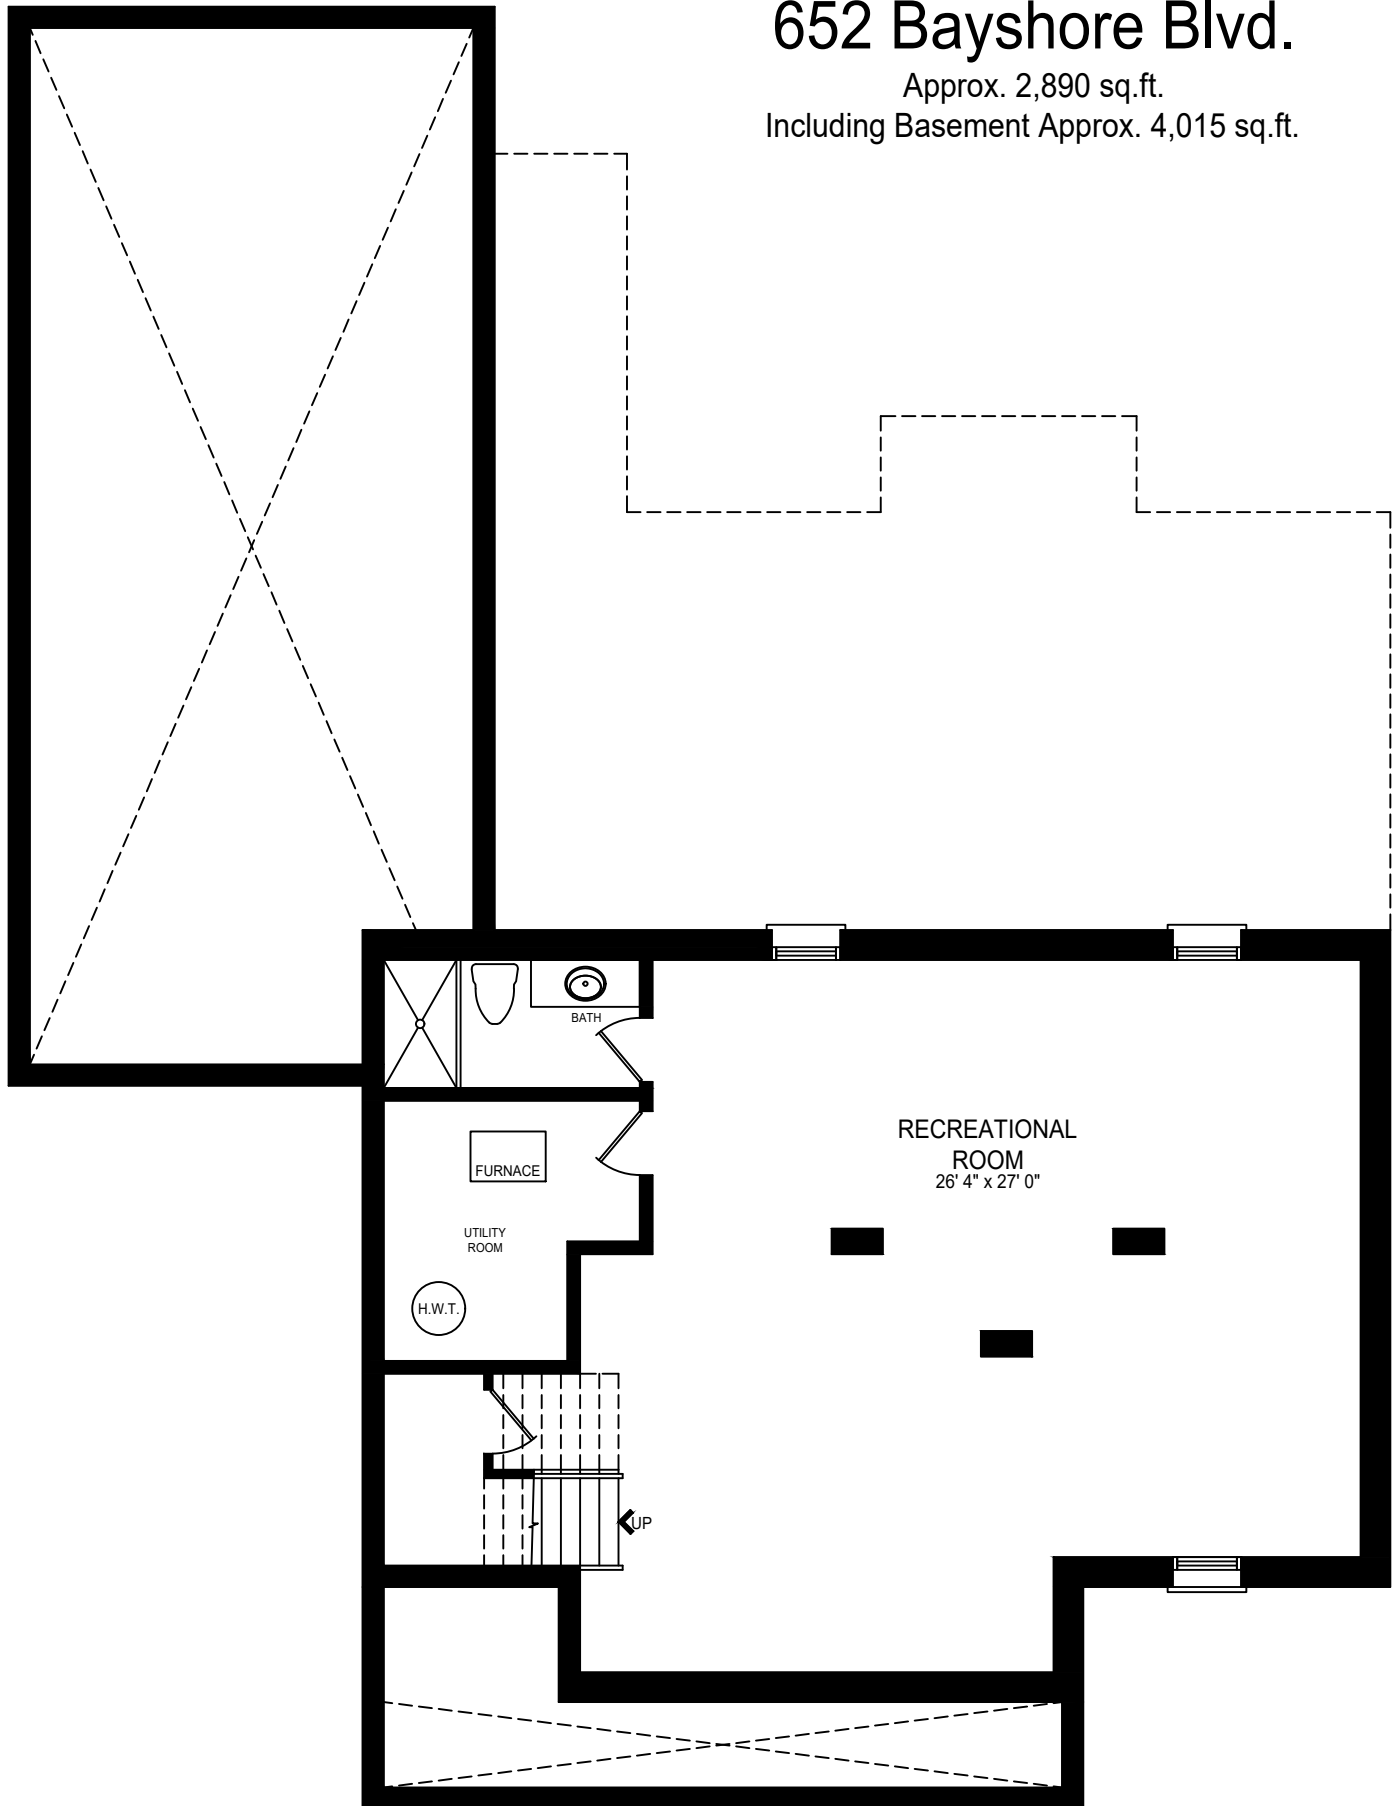 652 Bayshore Blvd.
Approx. 2,890 sq.ft.
Including Basement Approx. 4,015 sq.ft.
BATH
FURNACE
UTILITY
ROOM
H.W.T.
RECREATIONAL
ROOM
26' 4" x 27' 0"
UP